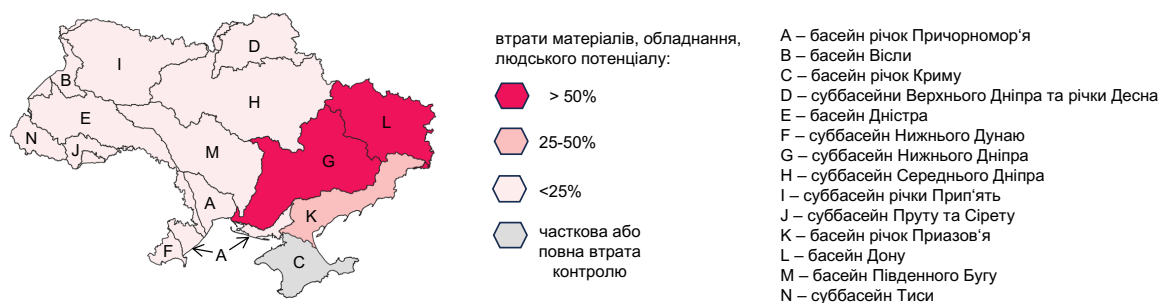 D
I
B
H
E
L
N
J
M
G
A
K
F
A
C
втрати матеріалів, обладнання,
людського потенціалу:
> 50%
25-50%
<25%
часткова або
повна втрата
контролю
A – басейн річок Причорномор‘я
B – басейн Вісли
C – басейн річок Криму
D – суббасейни Верхнього Дніпра та річки Десна
E – басейн Дністра
F – суббасейн Нижнього Дунаю
G – суббасейн Нижнього Дніпра
H – суббасейн Середнього Дніпра
I – суббасейн річки Прип‘ять
J – суббасейн Пруту та Сірету
K – басейн річок Приазов‘я
L – басейн Дону
M – басейн Південного Бугу
N – суббасейн Тиси